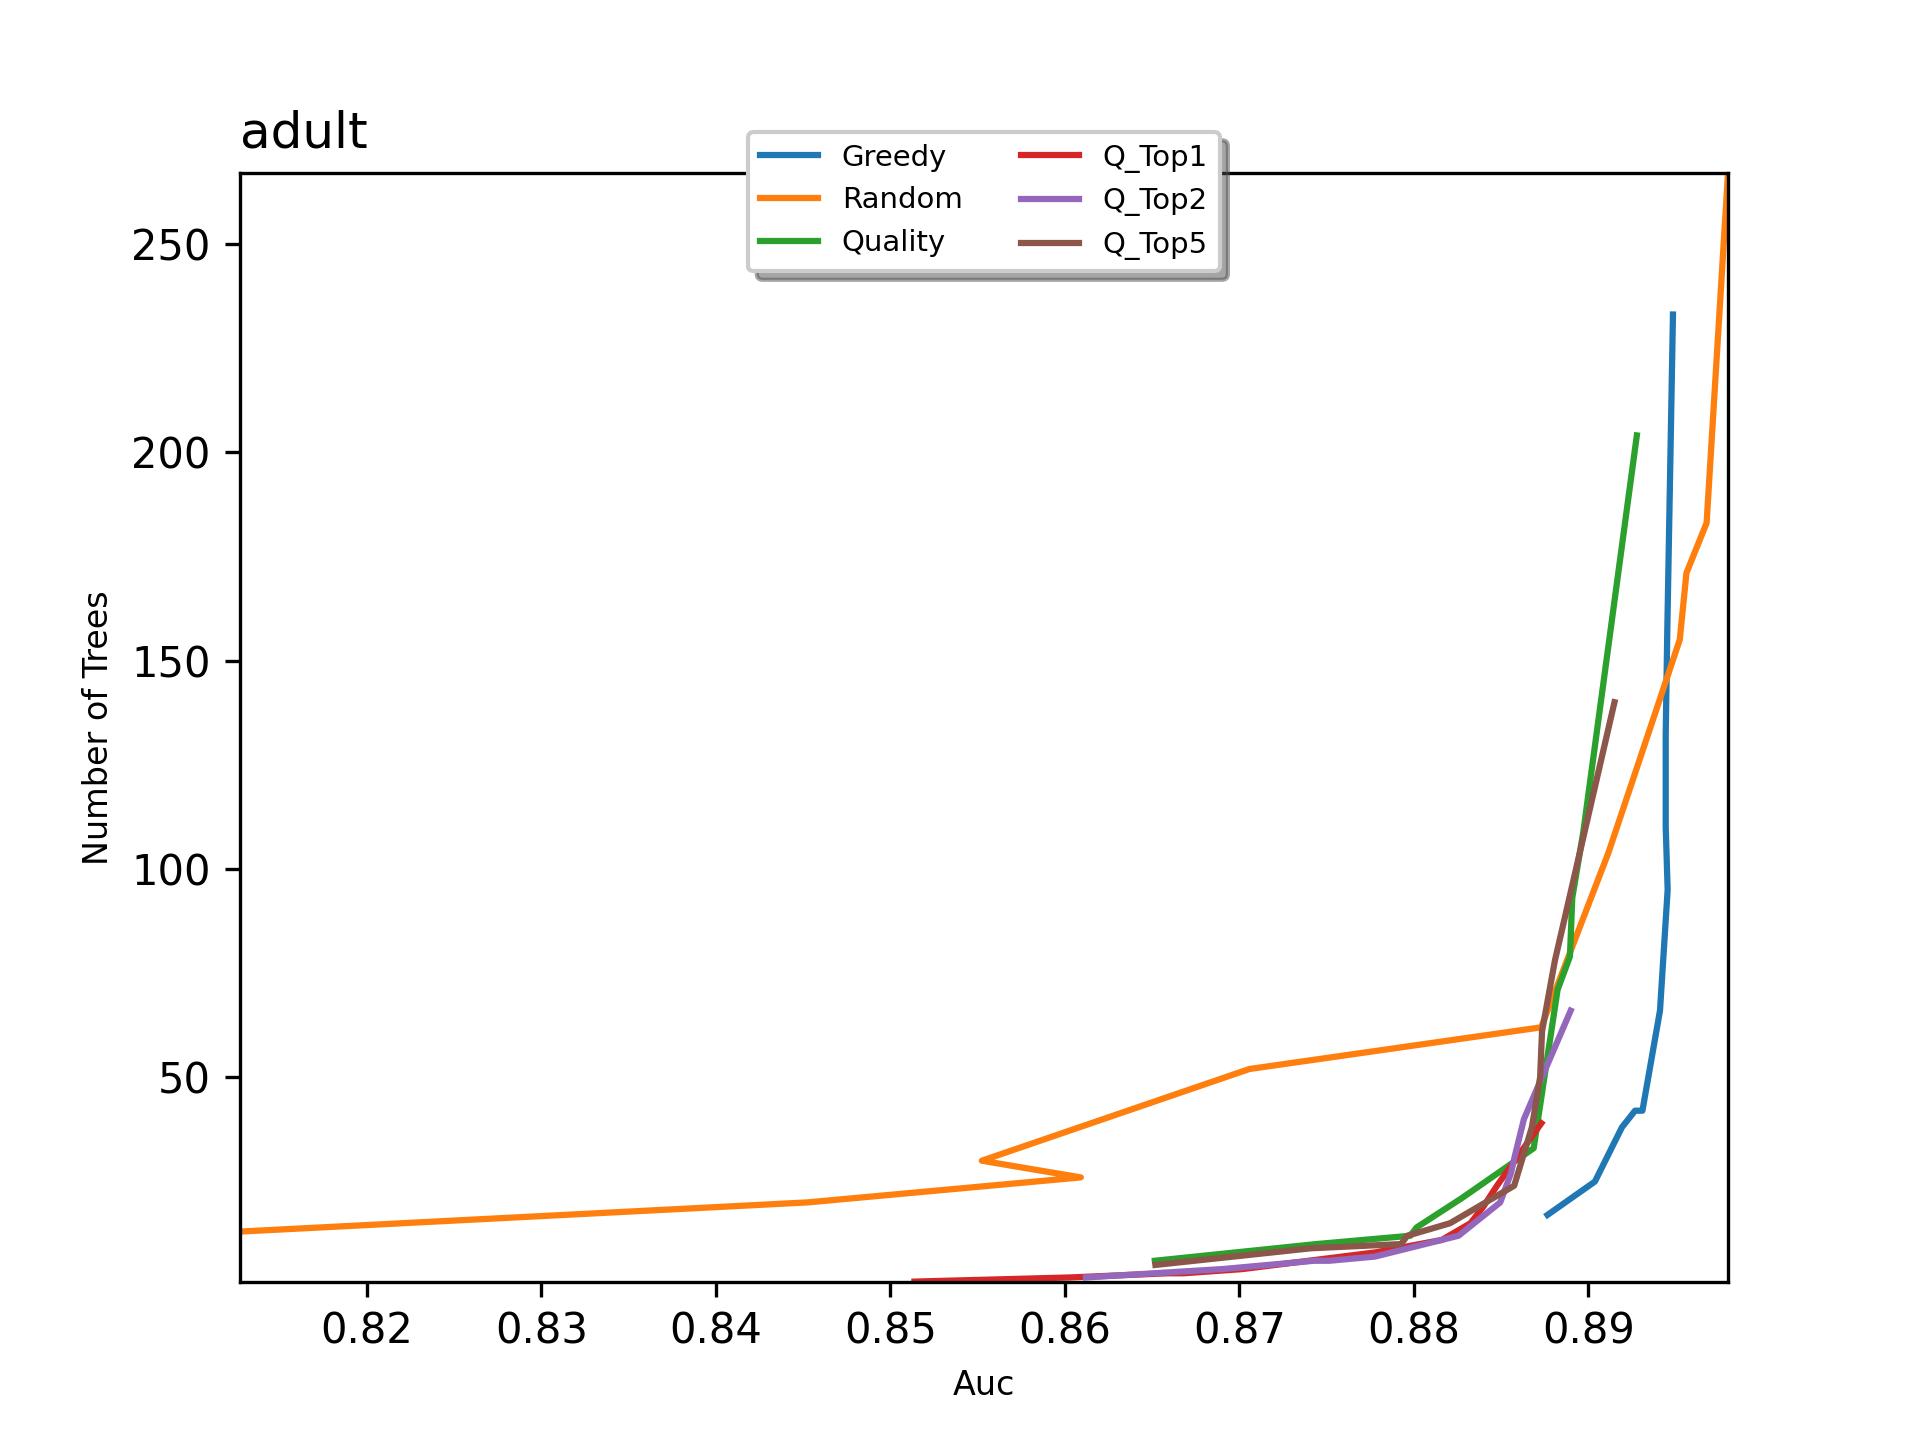 adult
Greedy
Random
Quality
Q_Top1
Q_Top2
Q_Top5
Number of Trees
250
200
150
100
50
0.82 0.83 0.84 0.85 0.86 0.87 0.88 0.89
Auc